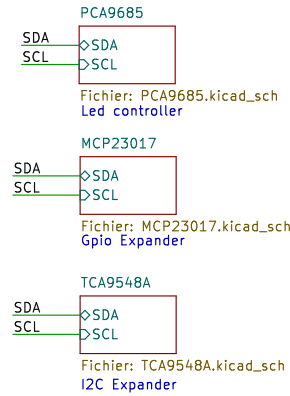 PCA9685
SDA
SDA
SCL
SCL
Fichier: PCA9685.kicad_sch
Led controller
MCP23017
SDA
SDA
SCL
SCL
Fichier: MCP23017.kicad_sch
Gpio Expander
TCA9548A
SDA
SDA
SCL
SCL
Fichier: TCA9548A.kicad_sch
I2C Expander